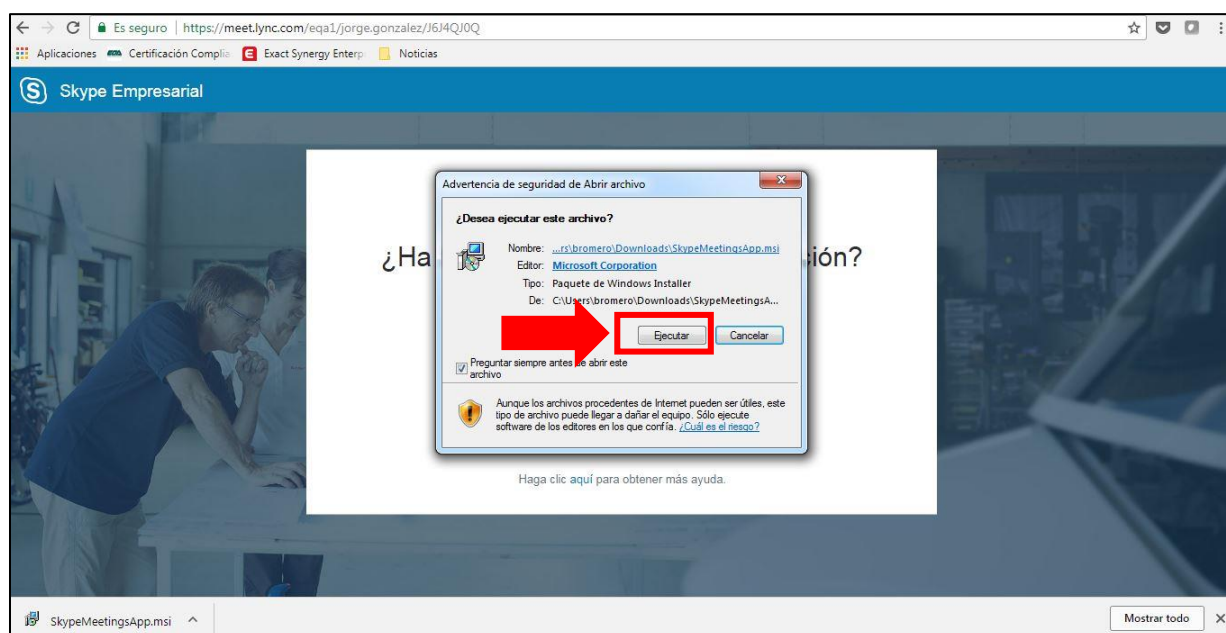 Es seguro | https://meet.lync.com/eqa1/jorge.gonzalez/J6J4QJ0Q
Aplicaciones Certificación Complia Exact Synergy Enterp Noticias
Skype Empresarial
Advertencia de seguridad de Abrir archivo
¿Desea ejecutar este archivo?
¿Ha ión?
Nombre: ...rs\bromero\Downloads\SkypeMeetingsApp.msi
Editor: Microsoft Corporation
Tipo: Paquete de Windows Installer
De: C:\Users\bromero\Downloads\SkypeMeetingsA...
Ejecutar Cancelar
Preguntar siempre antes de abrir este
archivo
Aunque los archivos procedentes de Internet pueden ser útiles, este
tipo de archivo puede llegar a dañar el equipo. Sólo ejecute
software de los editores en los que confía. ¿Cuál es el riesgo?
Haga clic aquí para obtener más ayuda.
SkypeMeetingsApp.msi Mostrar todo